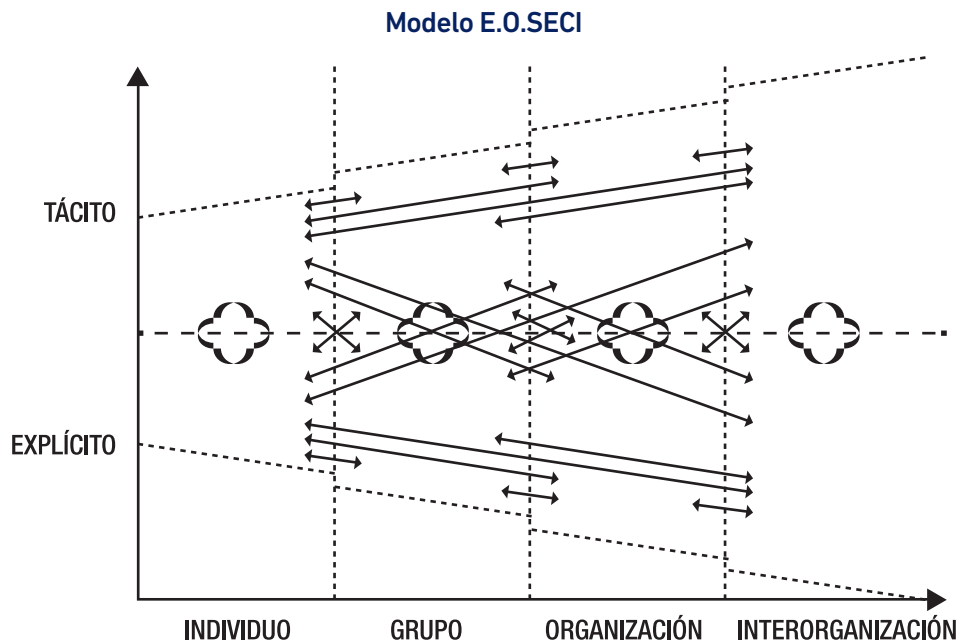 Modelo E.O.SECI
TÁCITO
EXPLÍCITO
INDIVIDUO
GRUPO
ORGANIZACIÓN
INTERORGANIZACIÓN